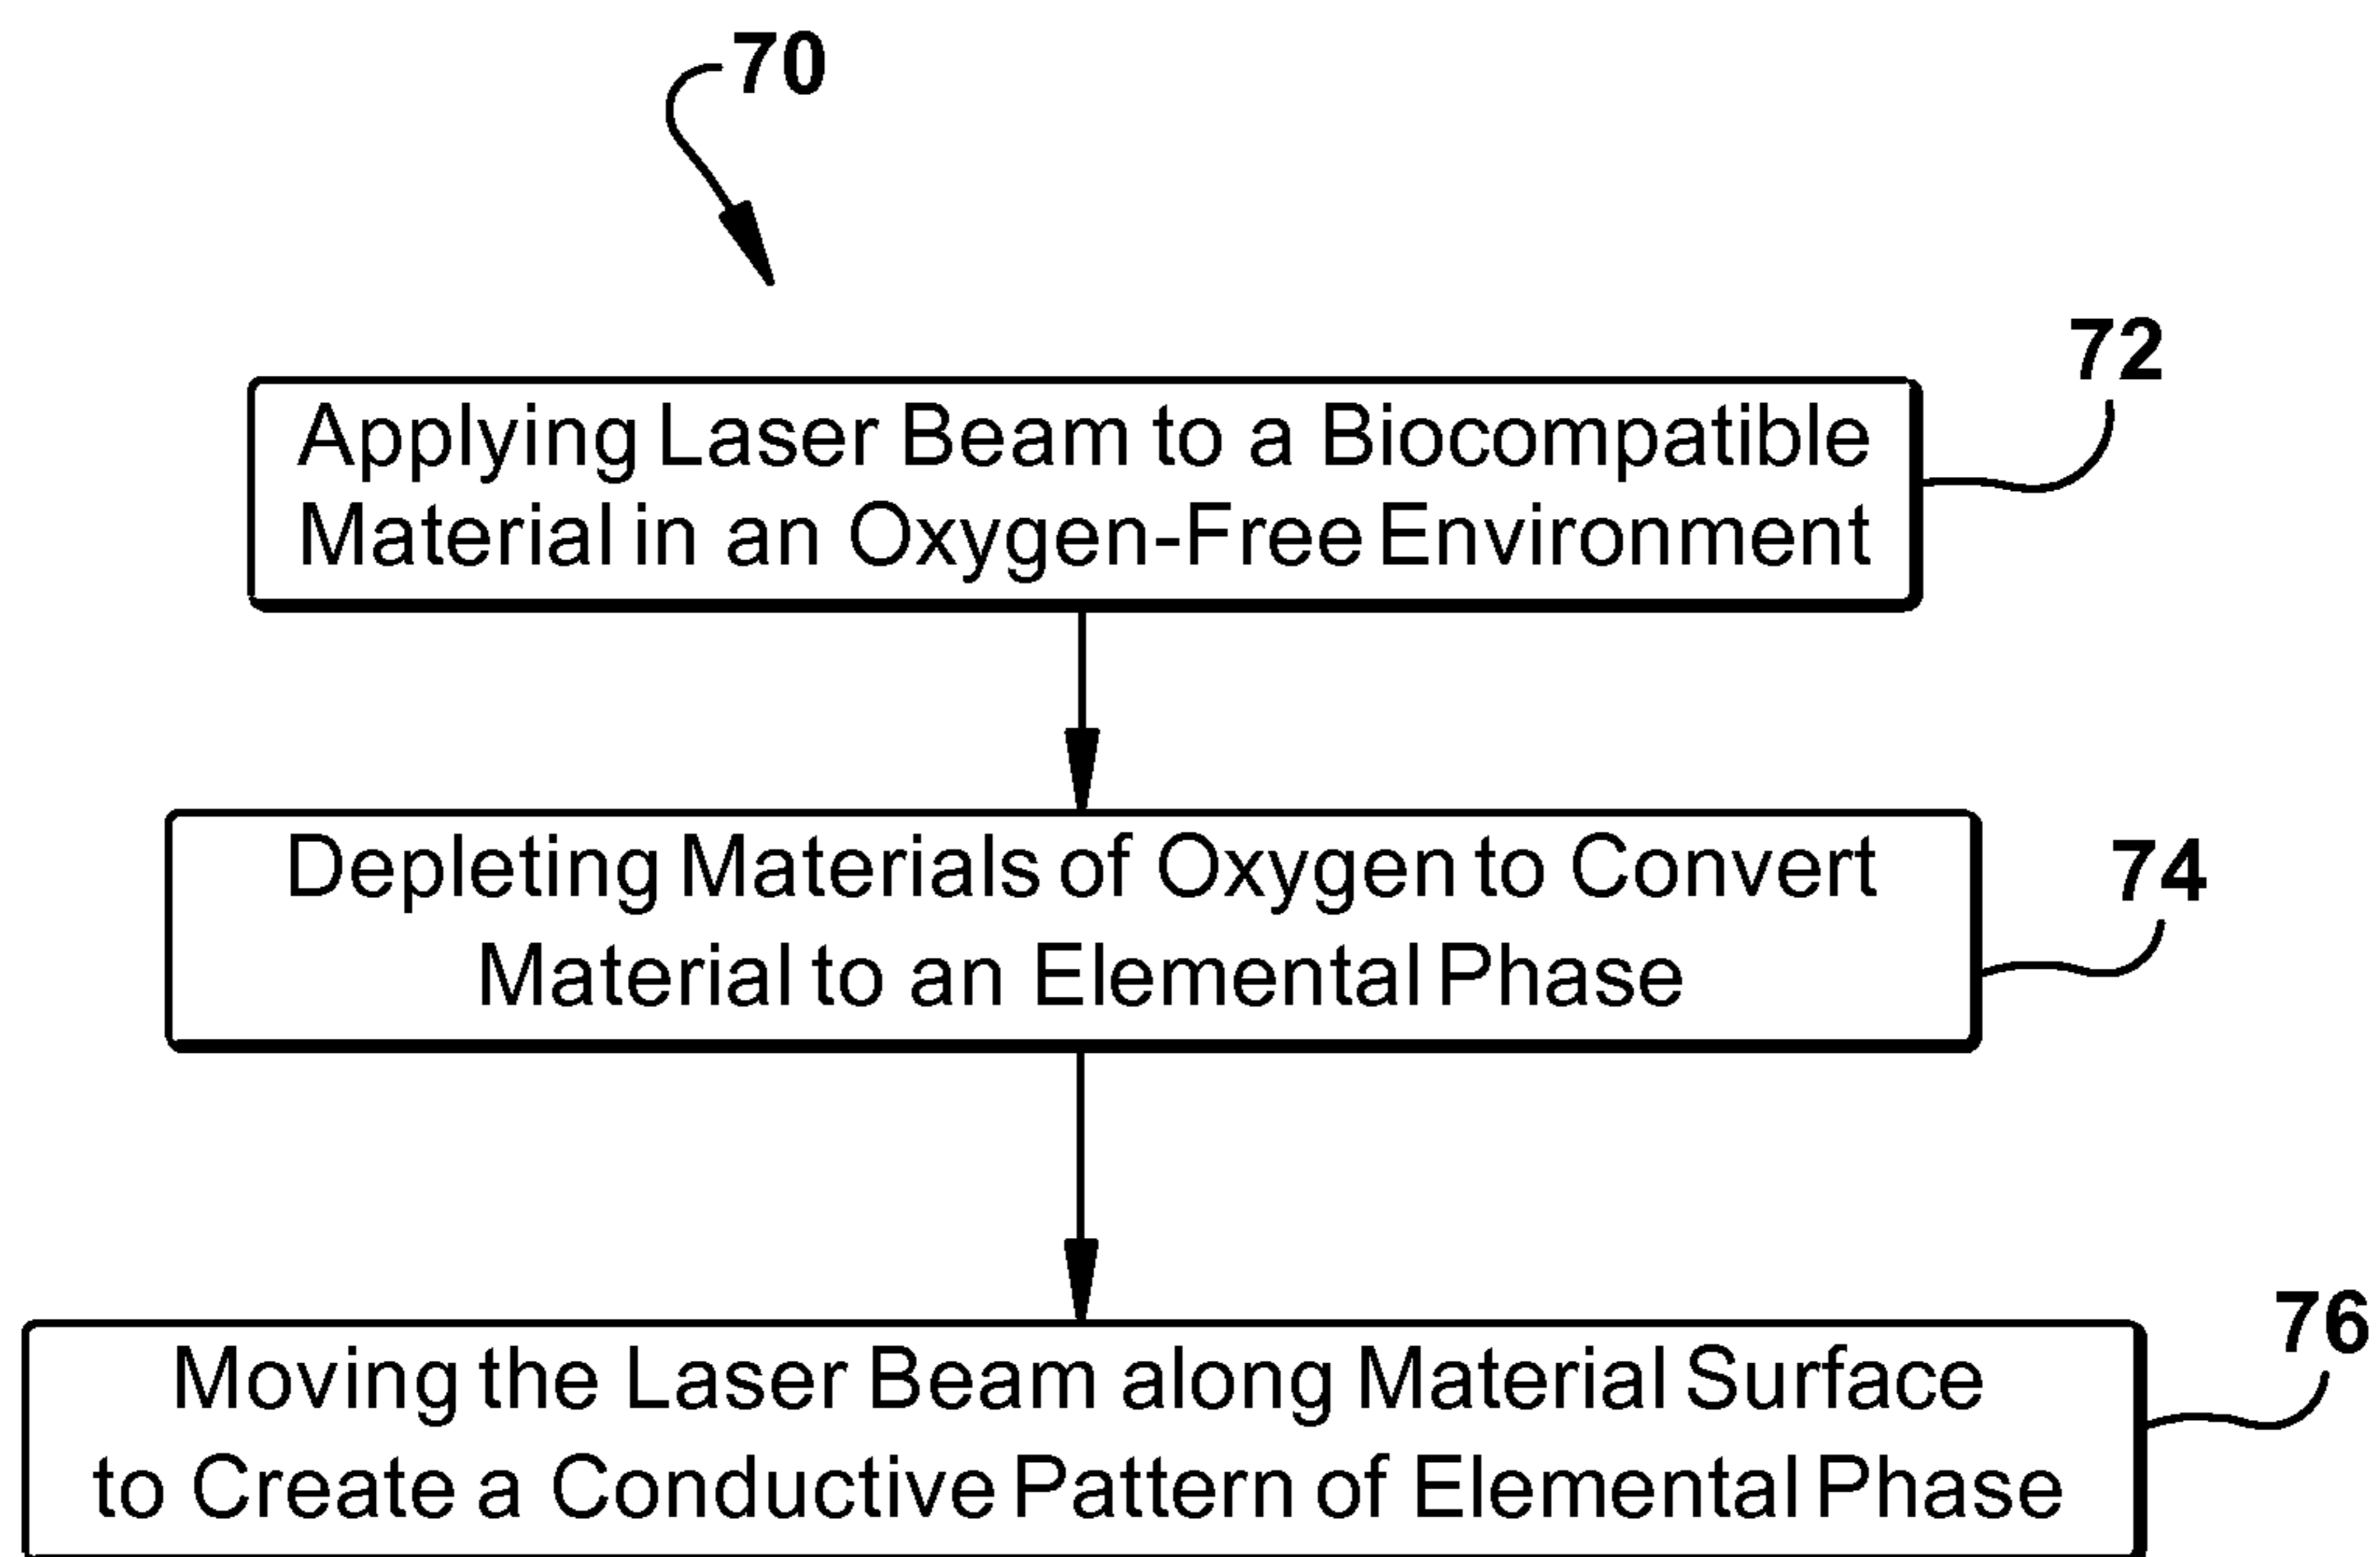 70
72
Applying Laser Beam to a Biocompatible
Material in an Oxygen-Free Environment
74
Depleting Materials of Oxygen to Convert
Material to an Elemental Phase
76
Moving the Laser Beam along Material Surface
to Create a Conductive Pattern of Elemental Phase